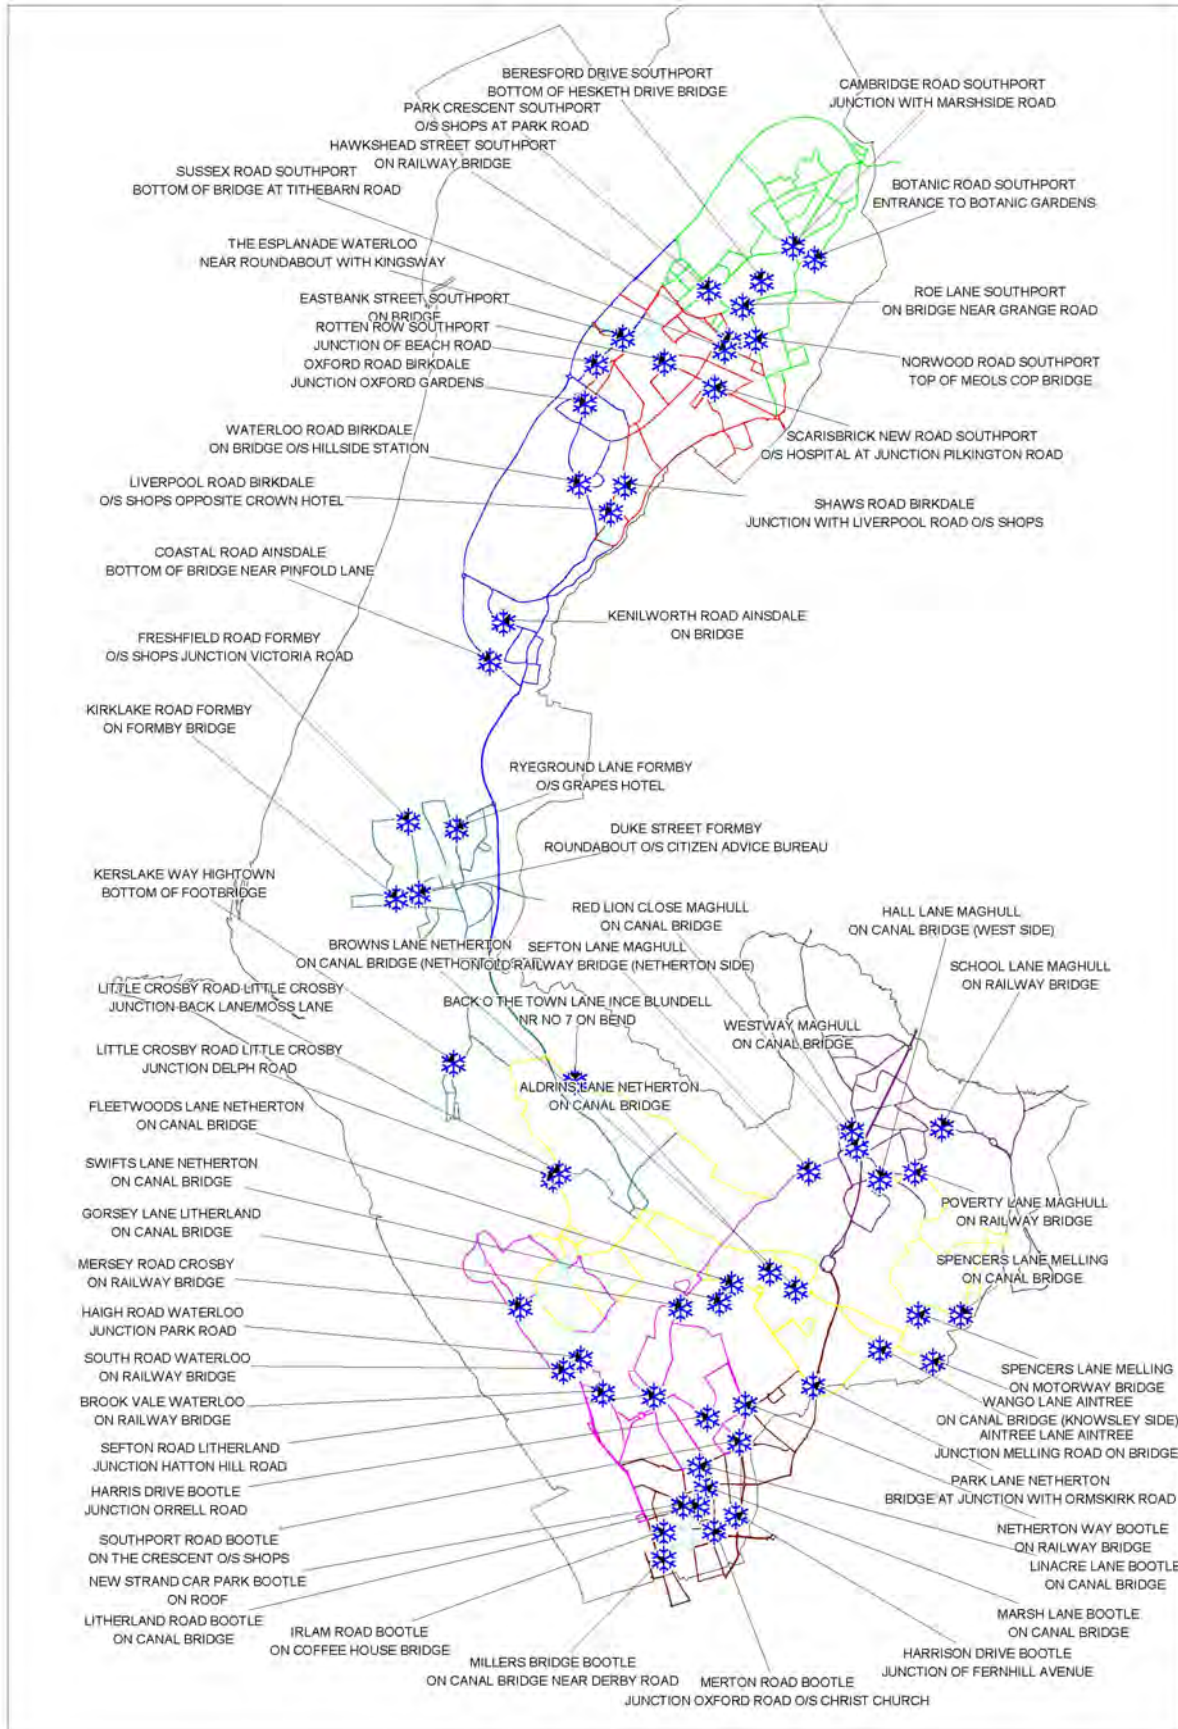 BERESFORD DRIVE SOUTHPORT
BOTTOM OF HESKETH DRIVE BRIDGE
CAMBRIDGE ROAD SOUTHPORT
JUNCTION WITH MARSHSIDE ROAD
PARK CRESCENT SOUTHPORT
O/S SHOPS AT PARK ROAD
HAWKSHEAD STREET SOUTHPORT
ON RAILWAY BRIDGE
SUSSEX ROAD SOUTHPORT
BOTTOM OF BRIDGE AT TITHEBARN ROAD
BOTANIC ROAD SOUTHPORT
ENTRANCE TO BOTANIC GARDENS
THE ESPLANADE WATERLOO
NEAR ROUNDABOUT WITH KINGSWAY
EASTBANK STREET SOUTHPORT
ON BRIDGE
ROE LANE SOUTHPORT
ON BRIDGE NEAR GRANGE ROAD
ROTTEN ROW SOUTHPORT
JUNCTION OF BEACH ROAD
OXFORD ROAD BIRKDALE
JUNCTION OXFORD GARDENS
NORWOOD ROAD SOUTHPORT
TOP OF MEOLS COP BRIDGE
WATERLOO ROAD BIRKDALE
ON BRIDGE O/S HILLSIDE STATION
SCARISBRICK NEW ROAD SOUTHPORT
O/S HOSPITAL AT JUNCTION PILKINGTON ROAD
LIVERPOOL ROAD BIRKDALE
O/S SHOPS OPPOSITE CROWN HOTEL
SHAWS ROAD BIRKDALE
JUNCTION WITH LIVERPOOL ROAD O/S SHOPS
COASTAL ROAD AINSDALE
BOTTOM OF BRIDGE NEAR PINFOLD LANE
KENILWORTH ROAD AINSDALE
ON BRIDGE
FRESHFIELD ROAD FORMBY
O/S SHOPS JUNCTION VICTORIA ROAD
KIRKLAKE ROAD FORMBY
ON FORMBY BRIDGE
RYEGROUND LANE FORMBY
O/S GRAPES HOTEL
DUKE STREET FORMBY
ROUNDABOUT O/S CITIZEN ADVICE BUREAU
KERSLAKE WAY HIGHTOWN
BOTTOM OF FOOTBRIDGE
RED LION CLOSE MAGHULL
ON CANAL BRIDGE
HALL LANE MAGHULL
ON CANAL BRIDGE (WEST SIDE)
BROWNS LANE NETHERTON
ON CANAL BRIDGE
SEFTON LANE MAGHULL
ON OLD RAILWAY BRIDGE (NETHERTON SIDE)
SCHOOL LANE MAGHULL
ON RAILWAY BRIDGE
LITTLE CROSBY ROAD LITTLE CROSBY
JUNCTION BACK LANE/MOSS LANE
BACK O THE TOWN LANE INCE BLUNDELL
NR NO 7 ON BEND
WESTWAY MAGHULL
ON CANAL BRIDGE
LITTLE CROSBY ROAD LITTLE CROSBY
JUNCTION DELPH ROAD
ALDRINS LANE NETHERTON
ON CANAL BRIDGE
FLEETWOODS LANE NETHERTON
ON CANAL BRIDGE
SWIFTS LANE NETHERTON
ON CANAL BRIDGE
POVERTY LANE MAGHULL
ON RAILWAY BRIDGE
GORSEY LANE LITHERLAND
ON CANAL BRIDGE
SPENCERS LANE MELLING
ON CANAL BRIDGE
MERSEY ROAD CROSBY
ON RAILWAY BRIDGE
HAIGH ROAD WATERLOO
JUNCTION PARK ROAD
SOUTH ROAD WATERLOO
ON RAILWAY BRIDGE
SPENCERS LANE MELLING
ON MOTORWAY BRIDGE
BROOK VALE WATERLOO
ON RAILWAY BRIDGE
WANGO LANE AINTREE
ON CANAL BRIDGE (KNOWSLEY SIDE)
AINTREE LANE AINTREE
JUNCTION MELLING ROAD ON BRIDGE
SEFTON ROAD LITHERLAND
JUNCTION HATTON HILL ROAD
PARK LANE NETHERTON
BRIDGE AT JUNCTION WITH ORMSKIRK ROAD
HARRIS DRIVE BOOTLE
JUNCTION ORRELL ROAD
NETHERTON WAY BOOTLE
ON RAILWAY BRIDGE
SOUTHPORT ROAD BOOTLE
ON THE CRESCENT O/S SHOPS
LINACRE LANE BOOTLE
ON CANAL BRIDGE
NEW STRAND CAR PARK BOOTLE
ON ROOF
MARSH LANE BOOTLE
ON CANAL BRIDGE
LITHERLAND ROAD BOOTLE
ON CANAL BRIDGE
IRLAM ROAD BOOTLE
ON COFFEE HOUSE BRIDGE
HARRISON DRIVE BOOTLE
JUNCTION OF FERNHILL AVENUE
MILLERS BRIDGE BOOTLE
ON CANAL BRIDGE NEAR DERBY ROAD
MERTON ROAD BOOTLE
JUNCTION OXFORD ROAD O/S CHRIST CHURCH